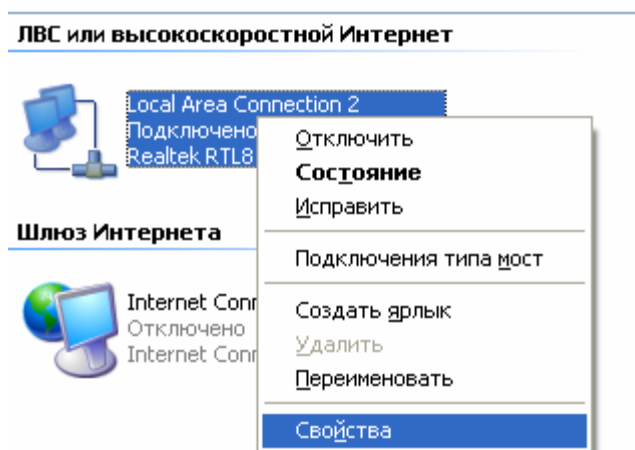 ЛВС или высокоскоростной Интернет
Local Area Connection 2
Подключено
Realtek RTL8
Шлюз Интернета
Internet Conn
Отключено
Internet Conn
Отключить
Состояние
Исправить
Подключения типа мост
Создать ярлык
Удалить
Переименовать
Свойства